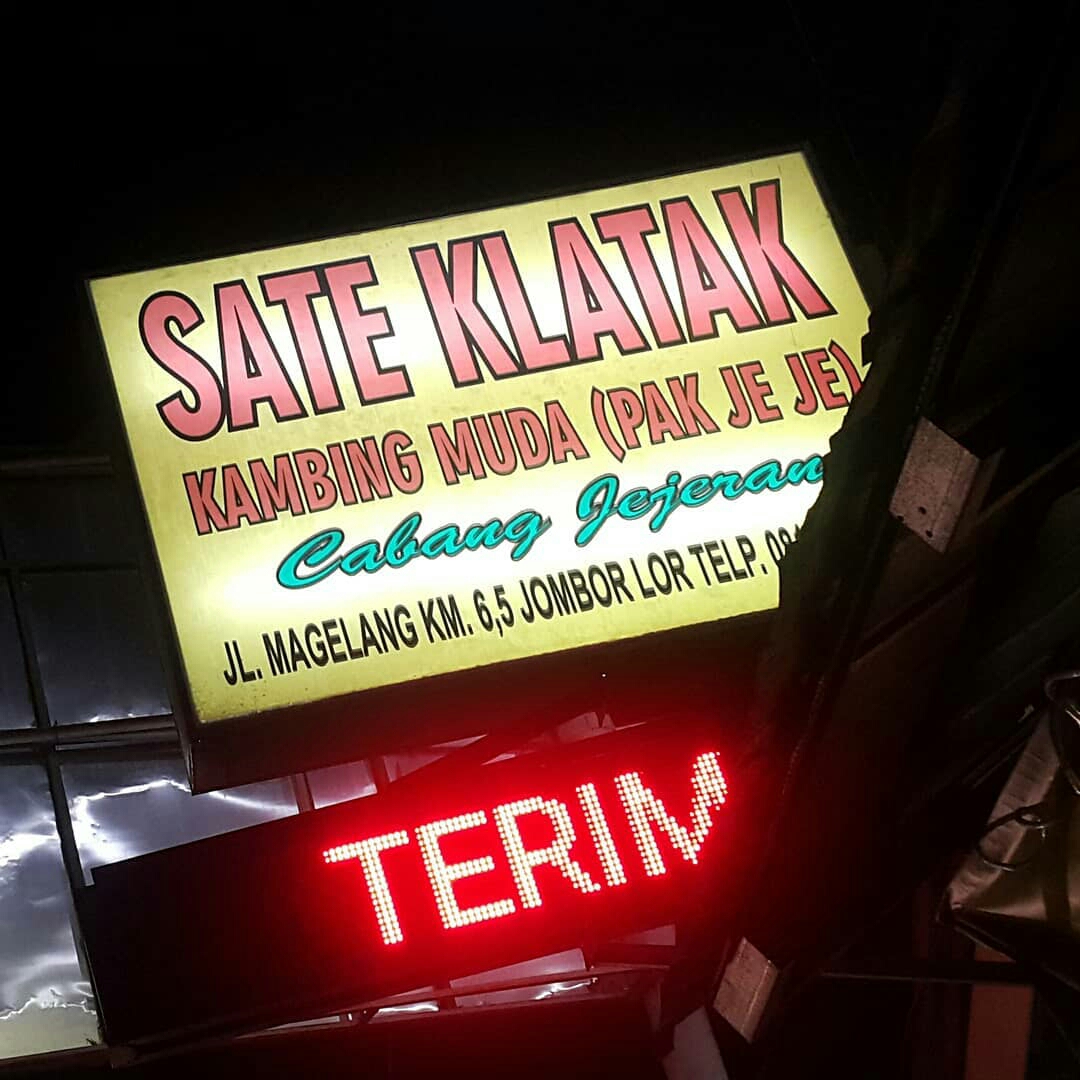 SATE KLATAK
KAMBING MUDA (PAK JE JE)
Cabang Jejeran
JL. MAGELANG KM. 6,5 JOMBOR LOR TELP.
TERIM